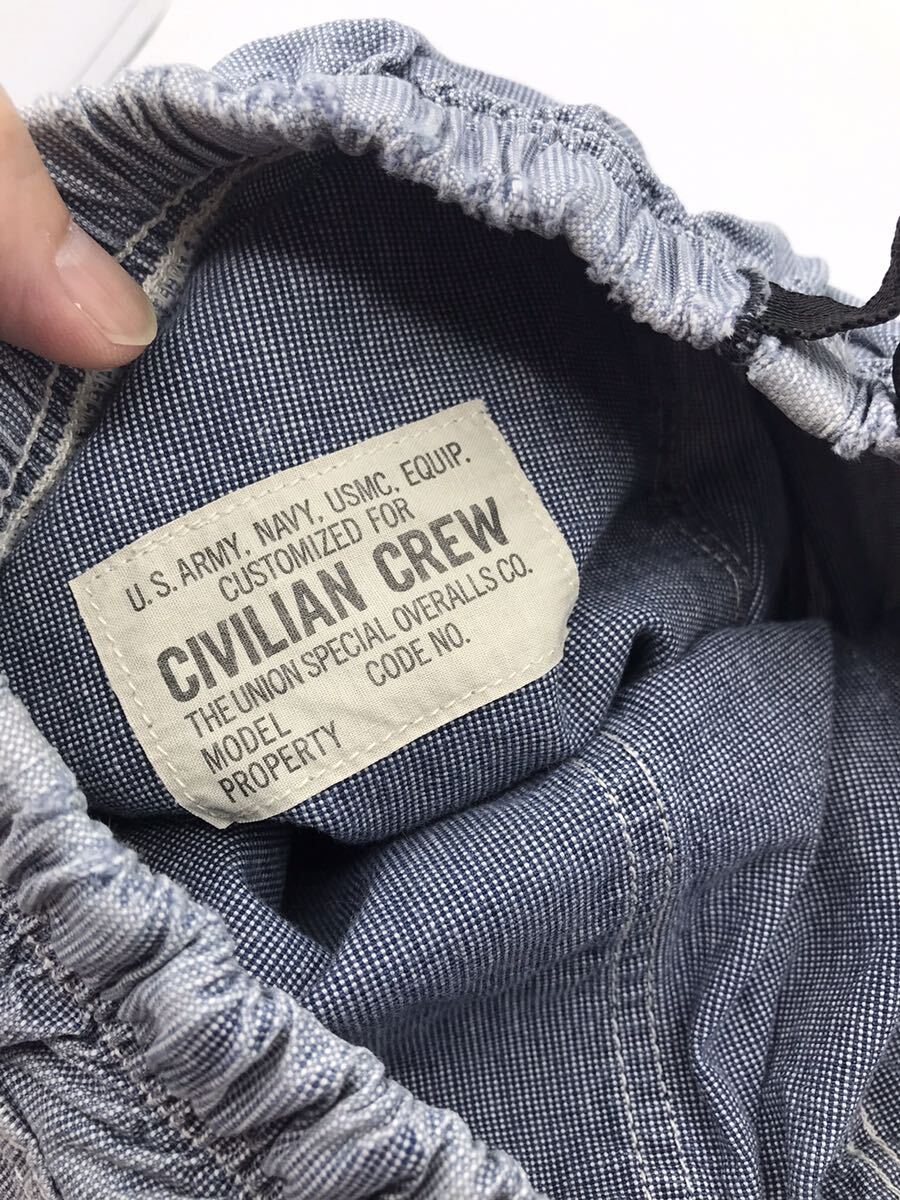 U.S. ARMY, NAVY, USMC, EQUIP.
CUSTOMIZED FOR
CIVILIAN CREW
THE UNION SPECIAL OVERALLS CO.
MODEL CODE NO.
PROPERTY